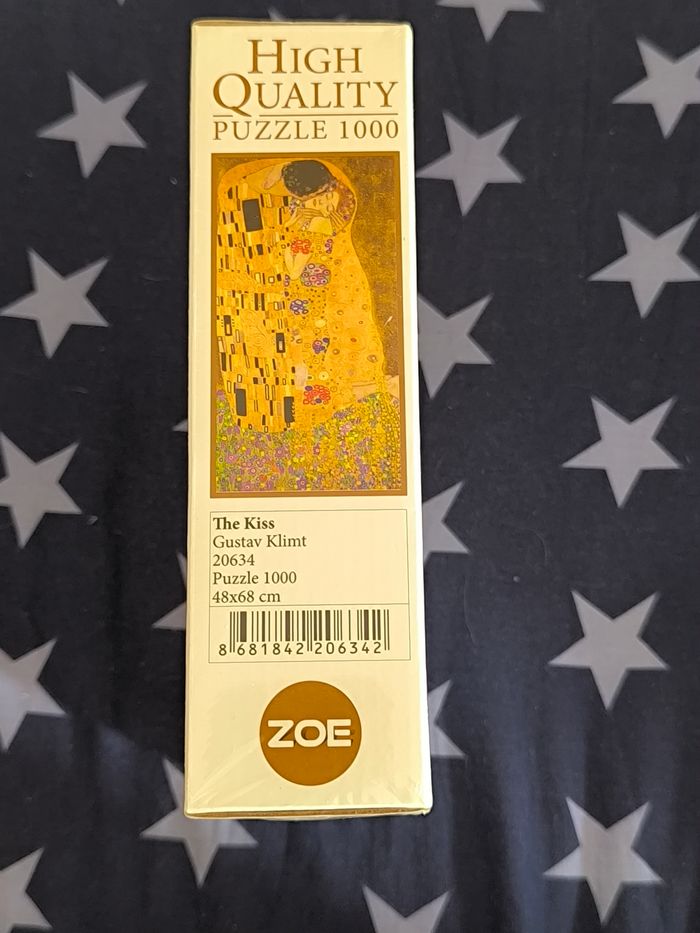 HIGH
QUALITY
PUZZLE 1000
The Kiss
Gustav Klimt
20634
Puzzle 1000
48x68 cm
8 681842 206342
ZOE